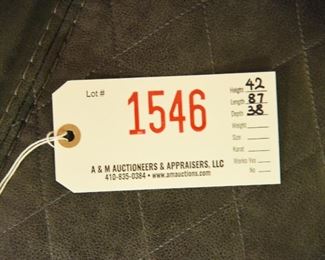 Lot #
1546
Height 42
Length 87
Depth 38
Weight
Size
Karat
Works Yes
No
A & M AUCTIONEERS & APPRAISERS, LLC
410-835-0384 • www.amauctions.com